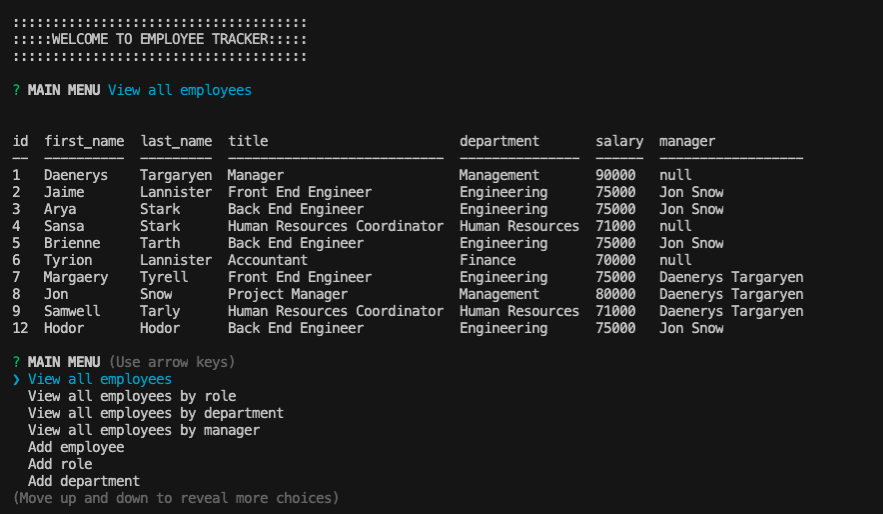 :::::::::::::::::::::::::::::::::::::
:::::WELCOME TO EMPLOYEE TRACKER:::::
:::::::::::::::::::::::::::::::::::::
? MAIN MENU View all employees
id  first_name  last_name  title                        department       salary  manager
--  ----------  ---------  ---------------------------  ---------------  ------  ------------------
1   Daenerys    Targaryen  Manager                      Management       90000   null
2   Jaime       Lannister  Front End Engineer           Engineering      75000   Jon Snow
3   Arya        Stark      Back End Engineer            Engineering      75000   Jon Snow
4   Sansa       Stark      Human Resources Coordinator  Human Resources  71000   null
5   Brienne     Tarth      Back End Engineer            Engineering      75000   Jon Snow
6   Tyrion      Lannister  Accountant                   Finance          70000   null
7   Margaery    Tyrell     Front End Engineer           Engineering      75000   Daenerys Targaryen
8   Jon         Snow       Project Manager              Management       80000   Daenerys Targaryen
9   Samwell     Tarly      Human Resources Coordinator  Human Resources  71000   Daenerys Targaryen
12  Hodor       Hodor      Back End Engineer            Engineering      75000   Jon Snow
? MAIN MENU (Use arrow keys)
❯ View all employees
  View all employees by role
  View all employees by department
  View all employees by manager
  Add employee
  Add role
  Add department
(Move up and down to reveal more choices)